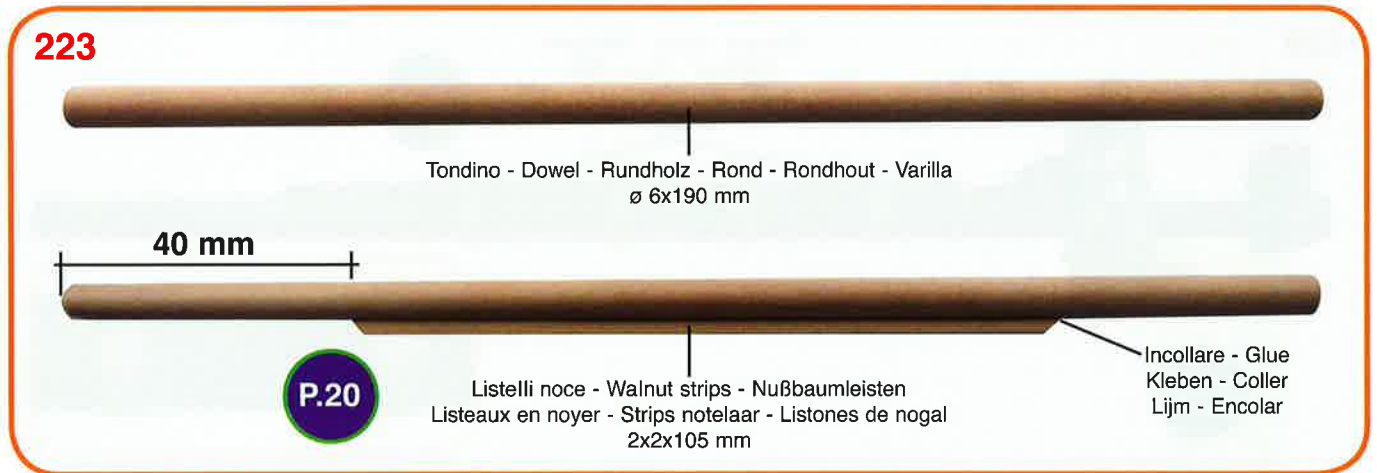 223
Tondino - Dowel - Rundholz - Rond - Rondhout - Varilla
ø 6x190 mm
40 mm
P.20
Listelli noce - Walnut strips - Nußbaumleisten
Listeaux en noyer - Strips notelaar - Listones de nogal
2x2x105 mm
Incollare - Glue
Kleben - Coller
Lijm - Encolar